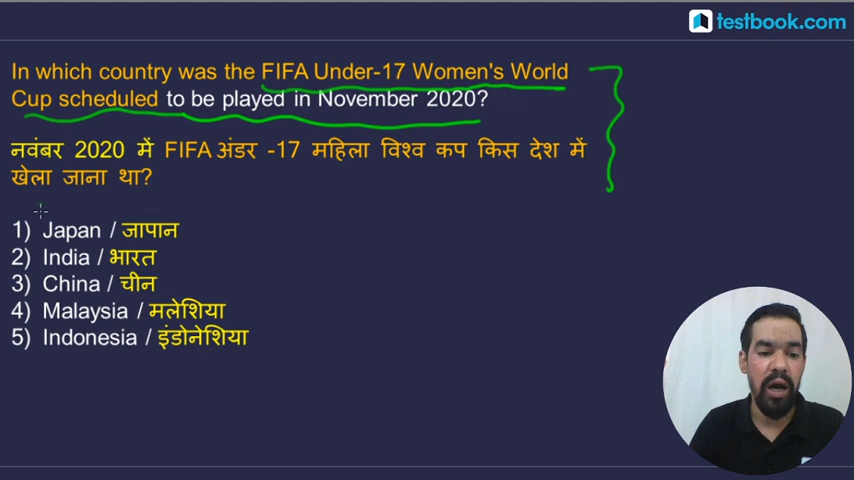 testbook.com
In which country was the FIFA Under-17 Women's World
Cup scheduled to be played in November 2020?
नवंबर 2020 में FIFA अंडर -17 महिला विश्व कप किस देश में
खेला जाना था?
1) Japan / जापान
2) India / भारत
3) China / चीन
4) Malaysia / मलेशिया
5) Indonesia / इंडोनेशिया